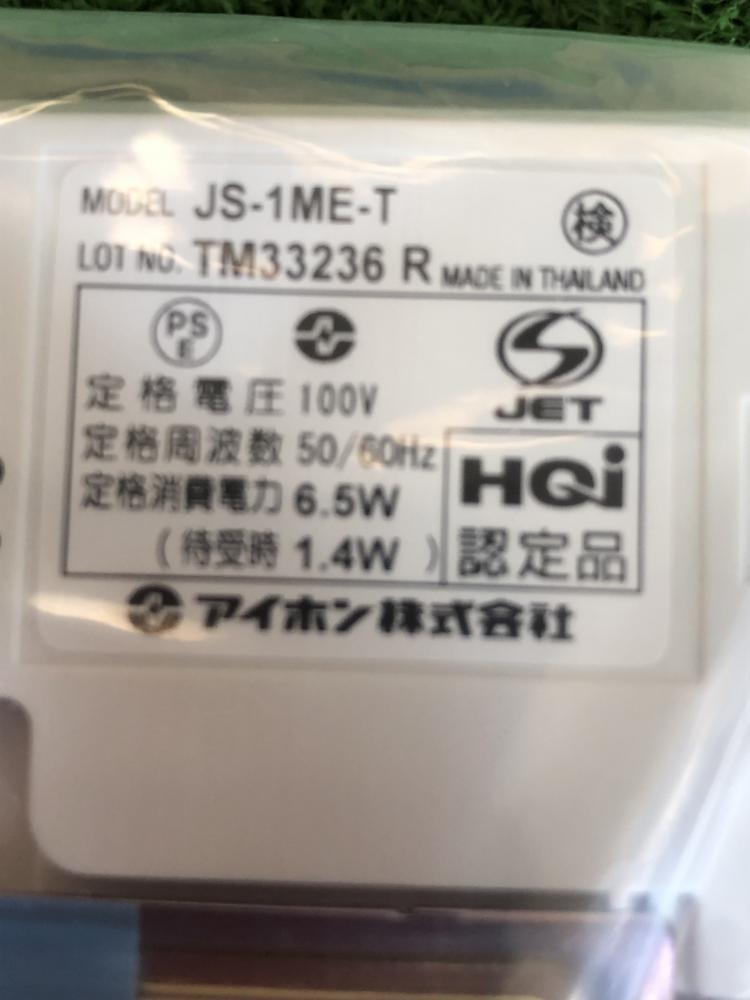 MODEL JS-1ME-T
検
LOT NO. TM33236 R MADE IN THAILAND
PS
E
JET
定格電圧 100V
定格周波数 50/60Hz
定格消費電力 6.5W
(待受時 1.4W )
HQi
認定品
アイホン株式会社